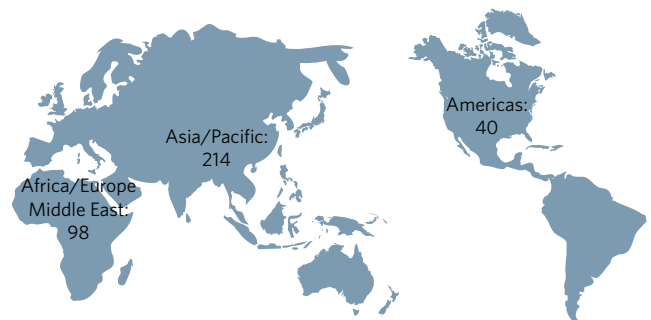 Americas:
40
Asia/Pacific:
214
Africa/Europe
Middle East:
98